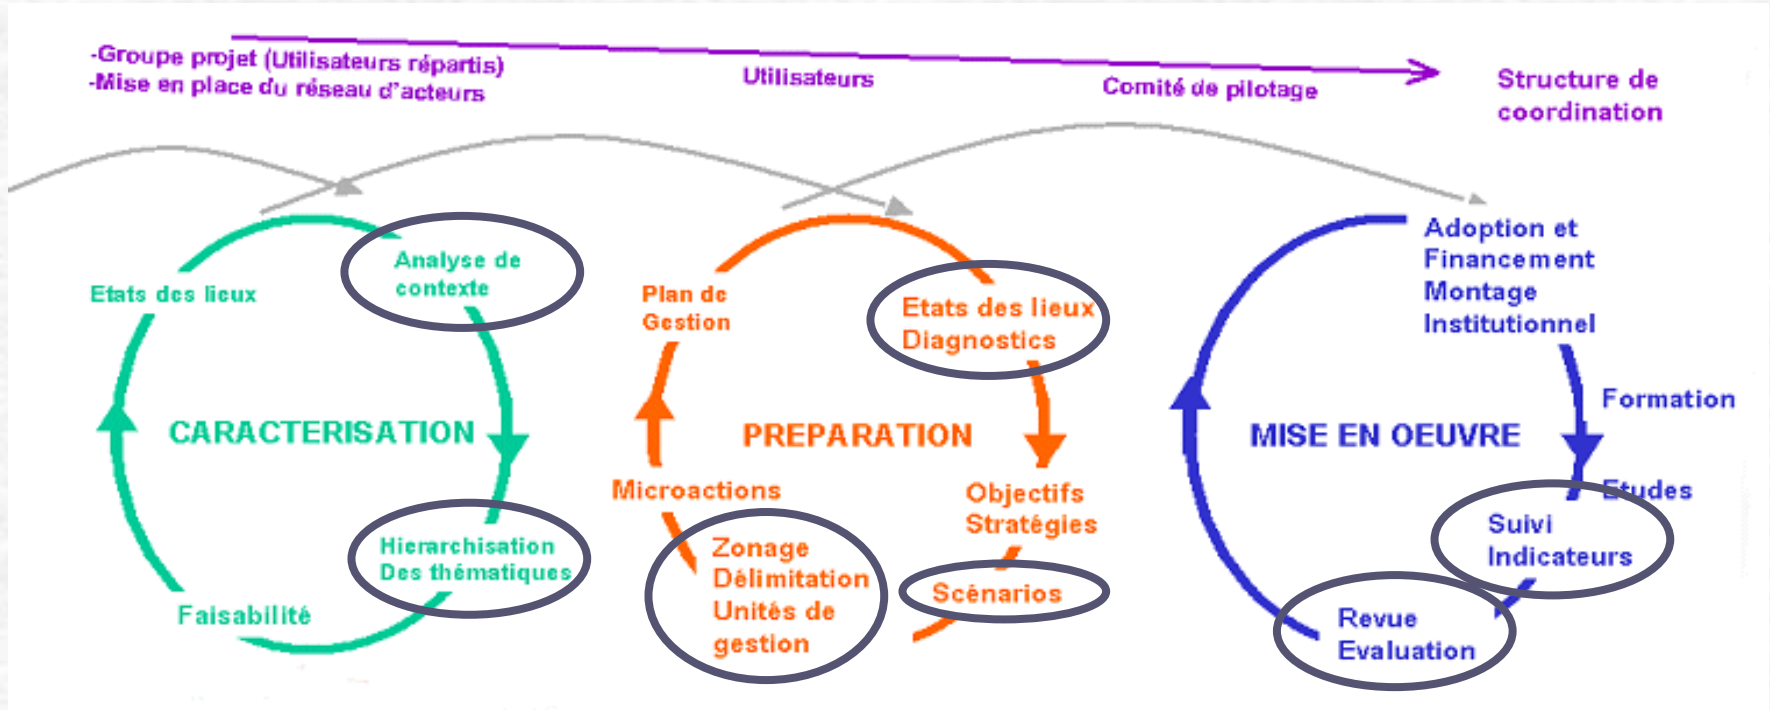 -Groupe projet (Utilisateurs répartis)
-Mise en place du réseau d'acteurs
Utilisateurs
Comité de pilotage
Structure de
coordination
Analyse de
contexte
Etats des lieux
CARACTERISATION
Hierarchisation
Des thématiques
Faisabilité
Plan de
Gestion
Etats des lieux
Diagnostics
PREPARATION
Microactions
Objectifs
Stratégies
Zonage
Délimitation
Unités de
gestion
Scénarios
Adoption et
Financement
Montage
Institutionnel
Formation
MISE EN OEUVRE
Etudes
Suivi
Indicateurs
Revue
Evaluation